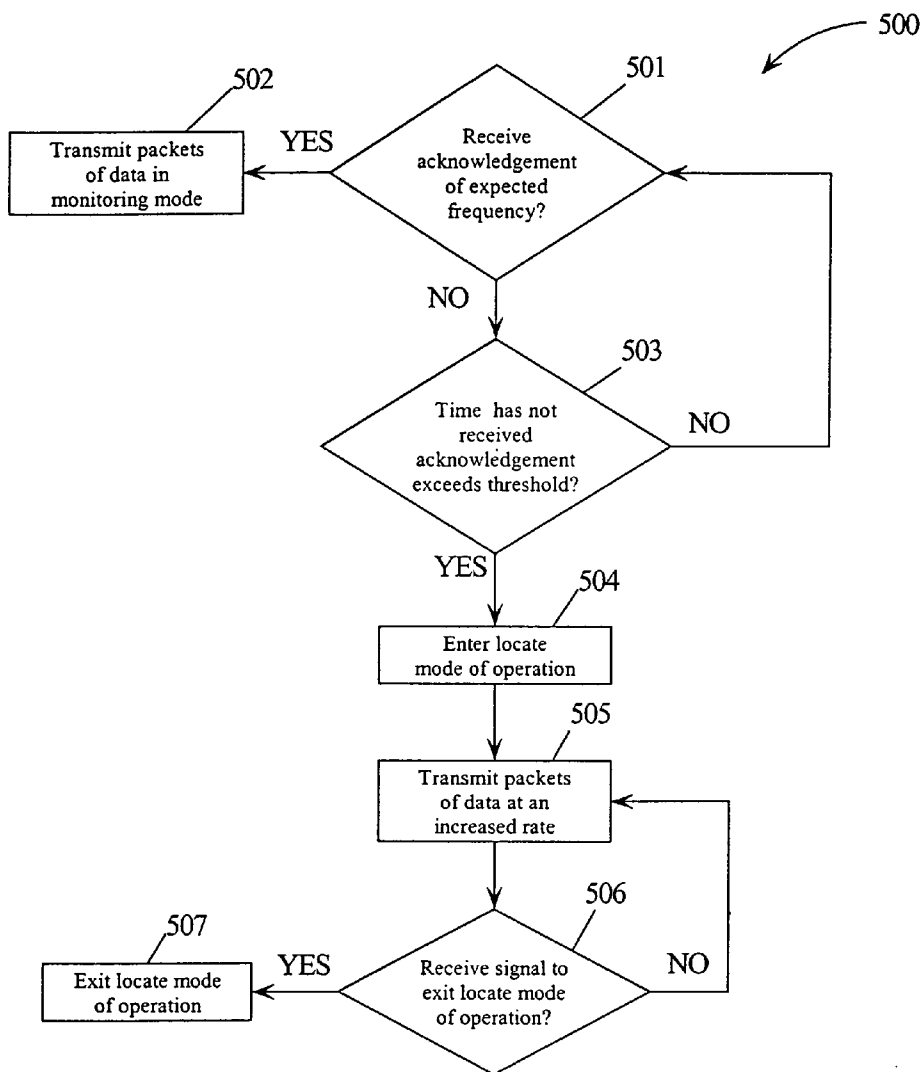 500
501
Receive
acknowledgement
of expected
frequency?
502
YES
Transmit packets
of data in
monitoring mode
NO
503
Time has not
received
acknowledgement
exceeds threshold?
NO
YES
504
Enter locate
mode of operation
505
Transmit packets
of data at an
increased rate
506
Receive signal to
exit locate mode
of operation?
NO
507
YES
Exit locate mode
of operation